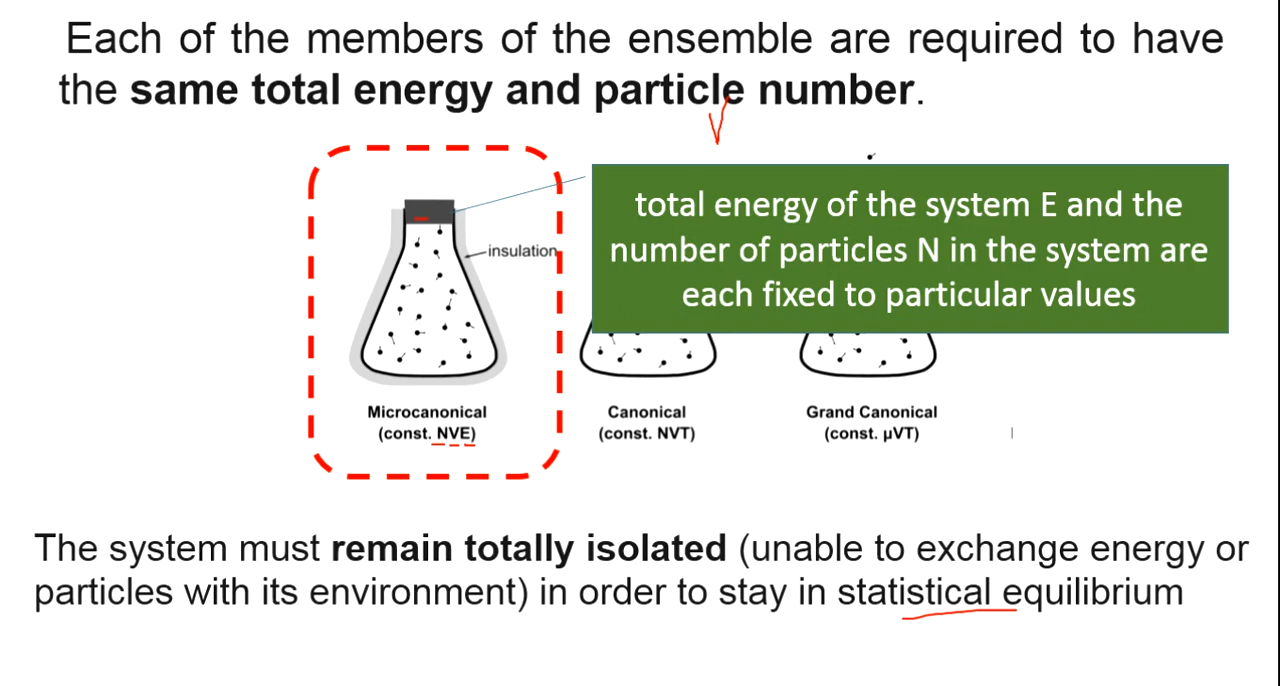 Each of the members of the ensemble are required to have
the same total energy and particle number.
total energy of the system E and the
number of particles N in the system are
each fixed to particular values
insulation
Microcanonical
(const. NVE)
Canonical
(const. NVT)
Grand Canonical
(const. μVT)
The system must remain totally isolated (unable to exchange energy or
particles with its environment) in order to stay in statistical equilibrium